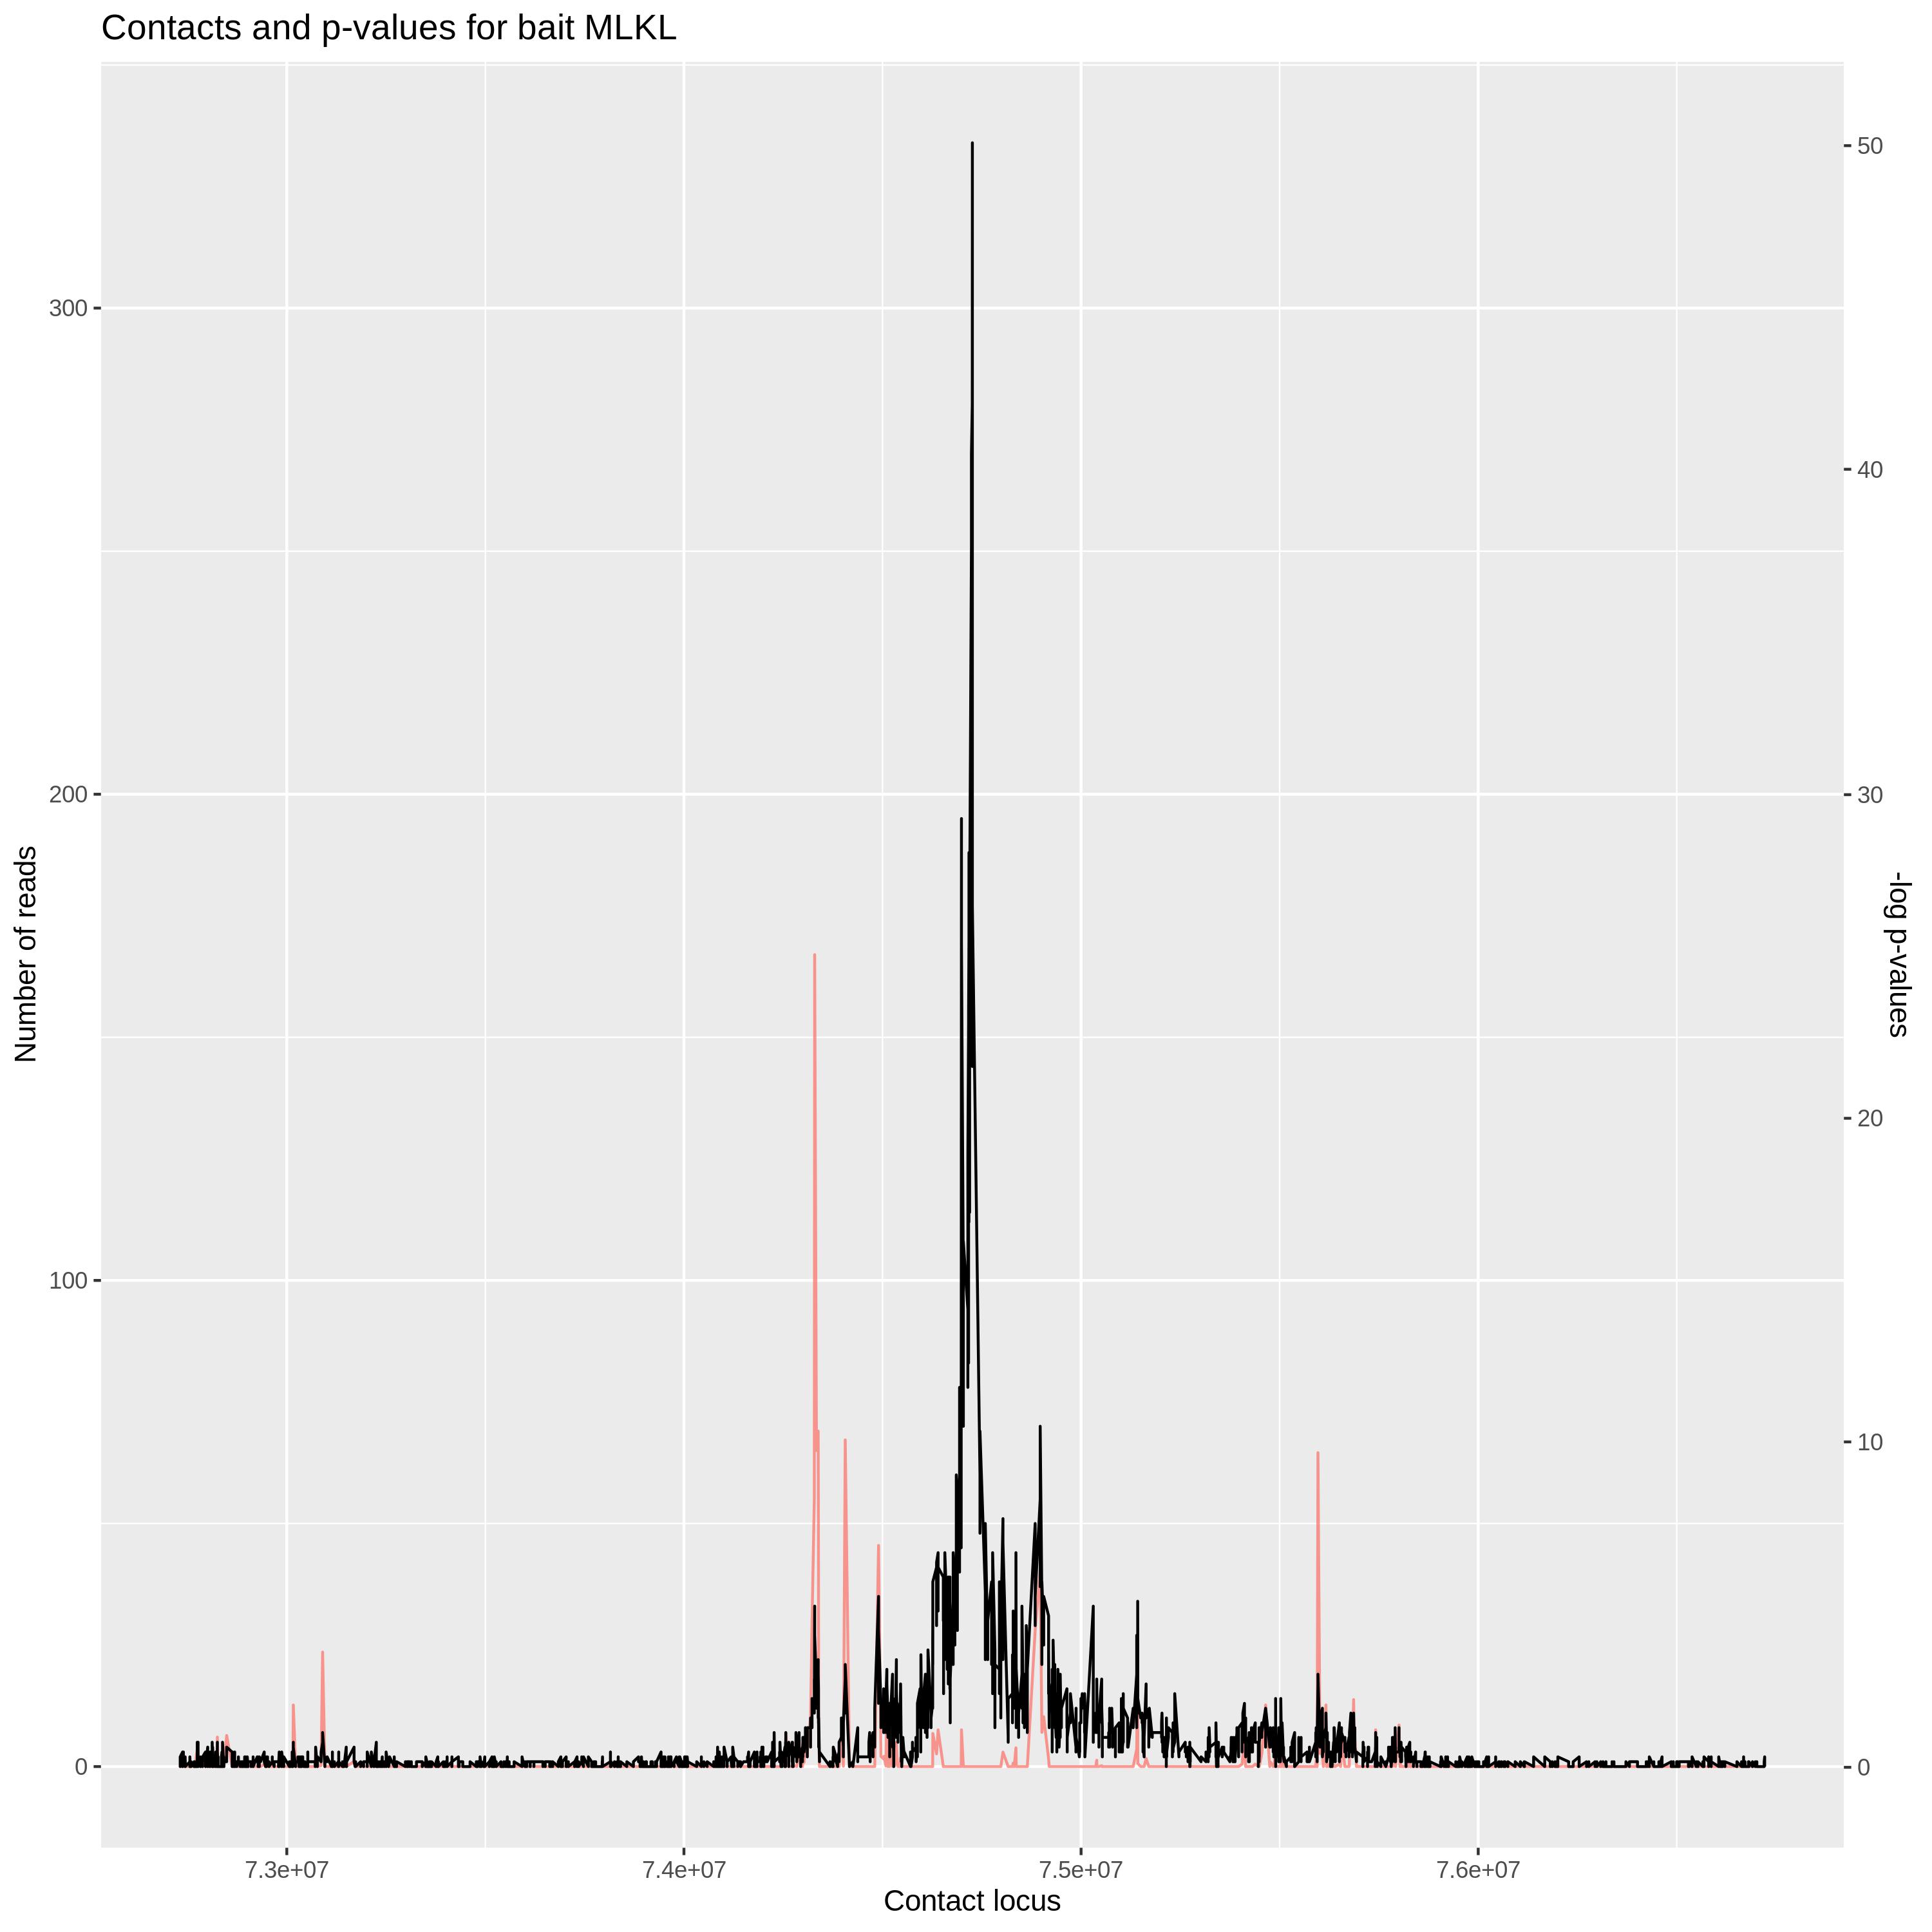 Contacts and p-values for bait MLKL
Number of reads
300
200
100
0
50
40
30
20
10
0
-log p-values
7.3e+07
7.4e+07
7.5e+07
7.6e+07
Contact locus